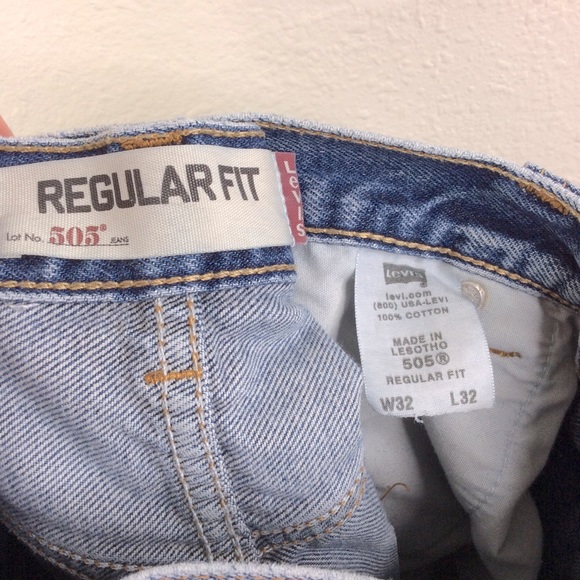 REGULAR FIT
Lot No. 505® JEANS
Levi's
Levi's
levi.com
(800) USA-LEVI
100% COTTON
MADE IN
LESOTHO
505®
REGULAR FIT
W32 L32